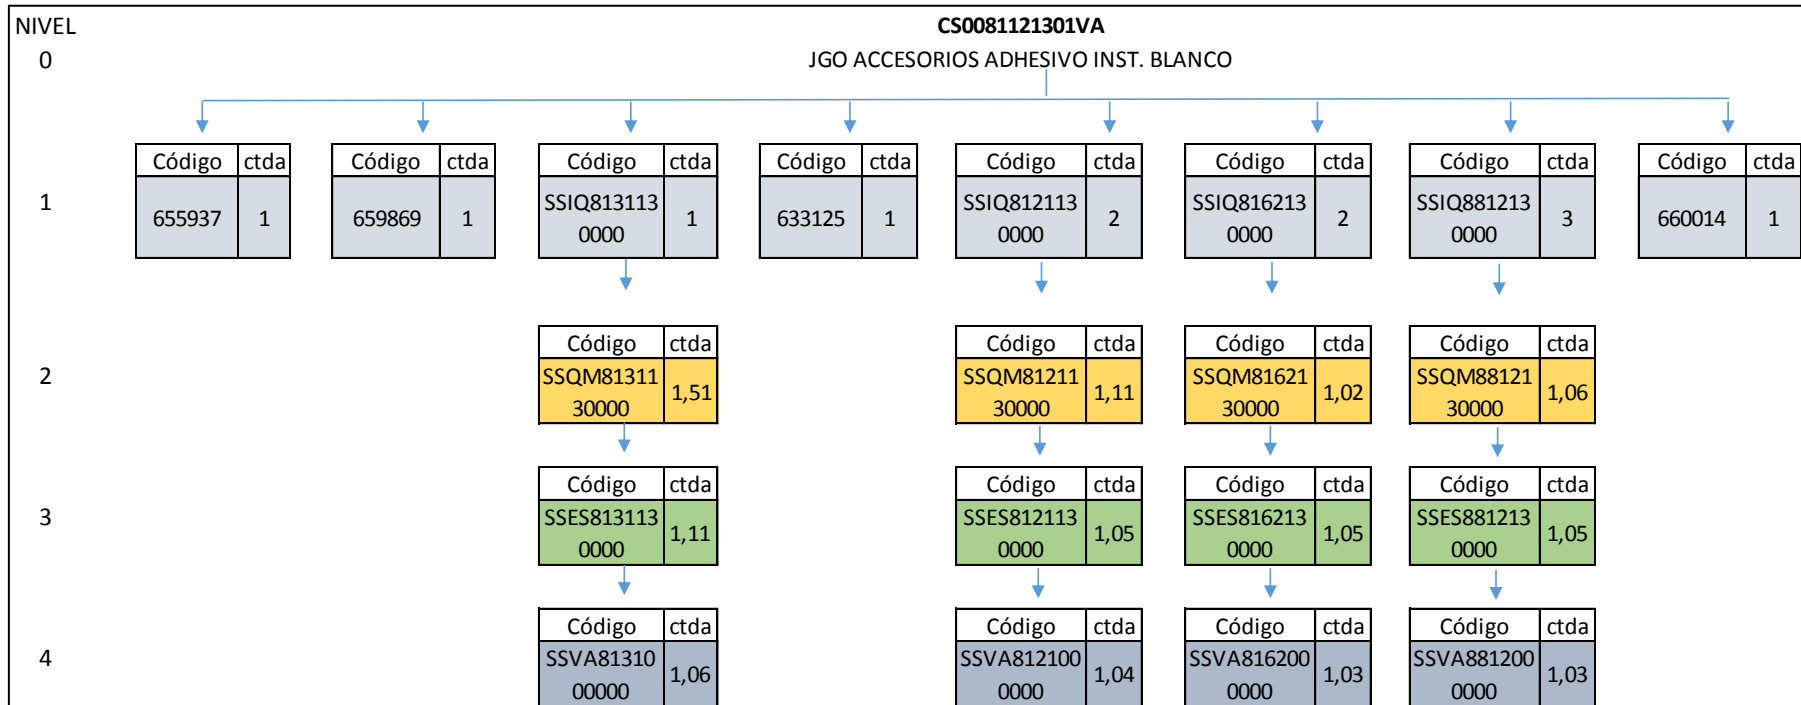 NIVEL
CS0081121301VA
0
JGO ACCESORIOS ADHESIVO INST. BLANCO
Código ctda Código ctda Código ctda Código ctda Código ctda Código ctda Código ctda Código ctda
1
655937 1 659869 1 SSIQ813113 0000 1 633125 1 SSIQ812113 0000 2 SSIQ816213 0000 2 SSIQ881213 0000 3 660014 1
Código ctda Código ctda Código ctda Código ctda
2
SSQM81311 30000 1,51 SSQM81211 30000 1,11 SSQM81621 30000 1,02 SSQM88121 30000 1,06
Código ctda Código ctda Código ctda Código ctda
3
SSES813113 0000 1,11 SSES812113 0000 1,05 SSES816213 0000 1,05 SSES881213 0000 1,05
Código ctda Código ctda Código ctda Código ctda
4
SSVA81310 00000 1,06 SSVA812100 0000 1,04 SSVA816200 0000 1,03 SSVA881200 0000 1,03